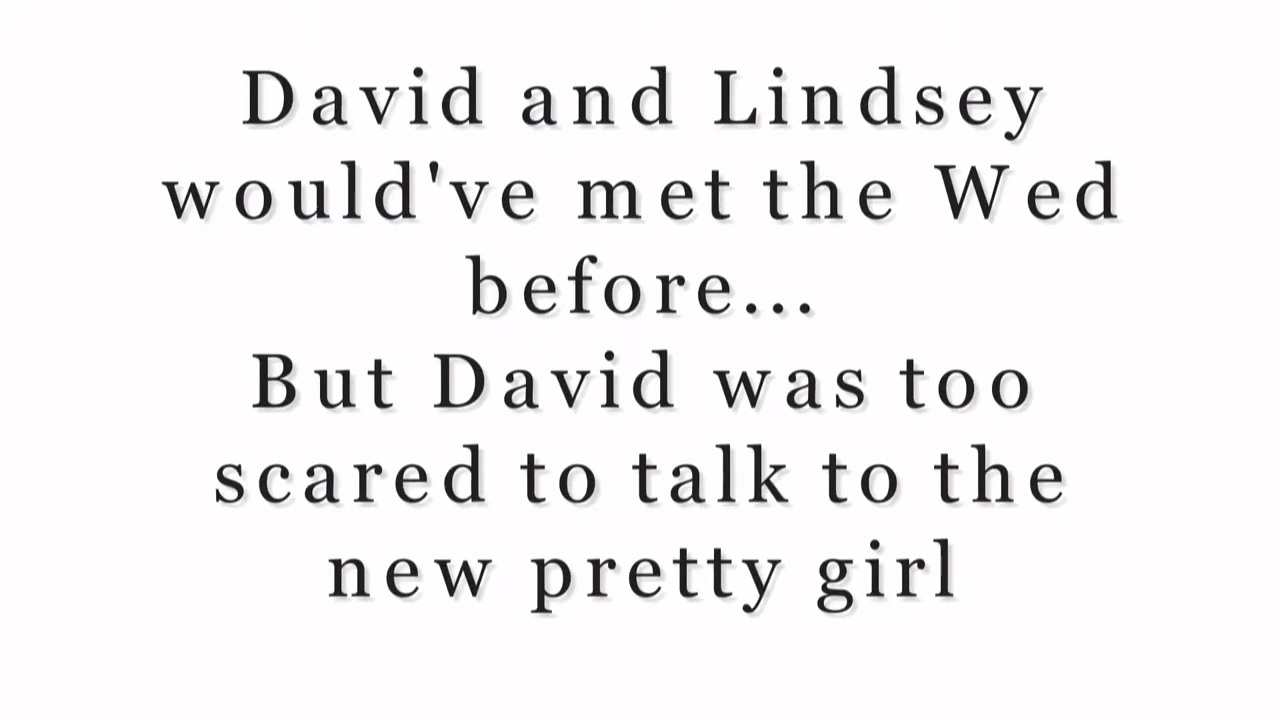 David and Lindsey
would've met the Wed
before...
But David was too
scared to talk to the
new pretty girl